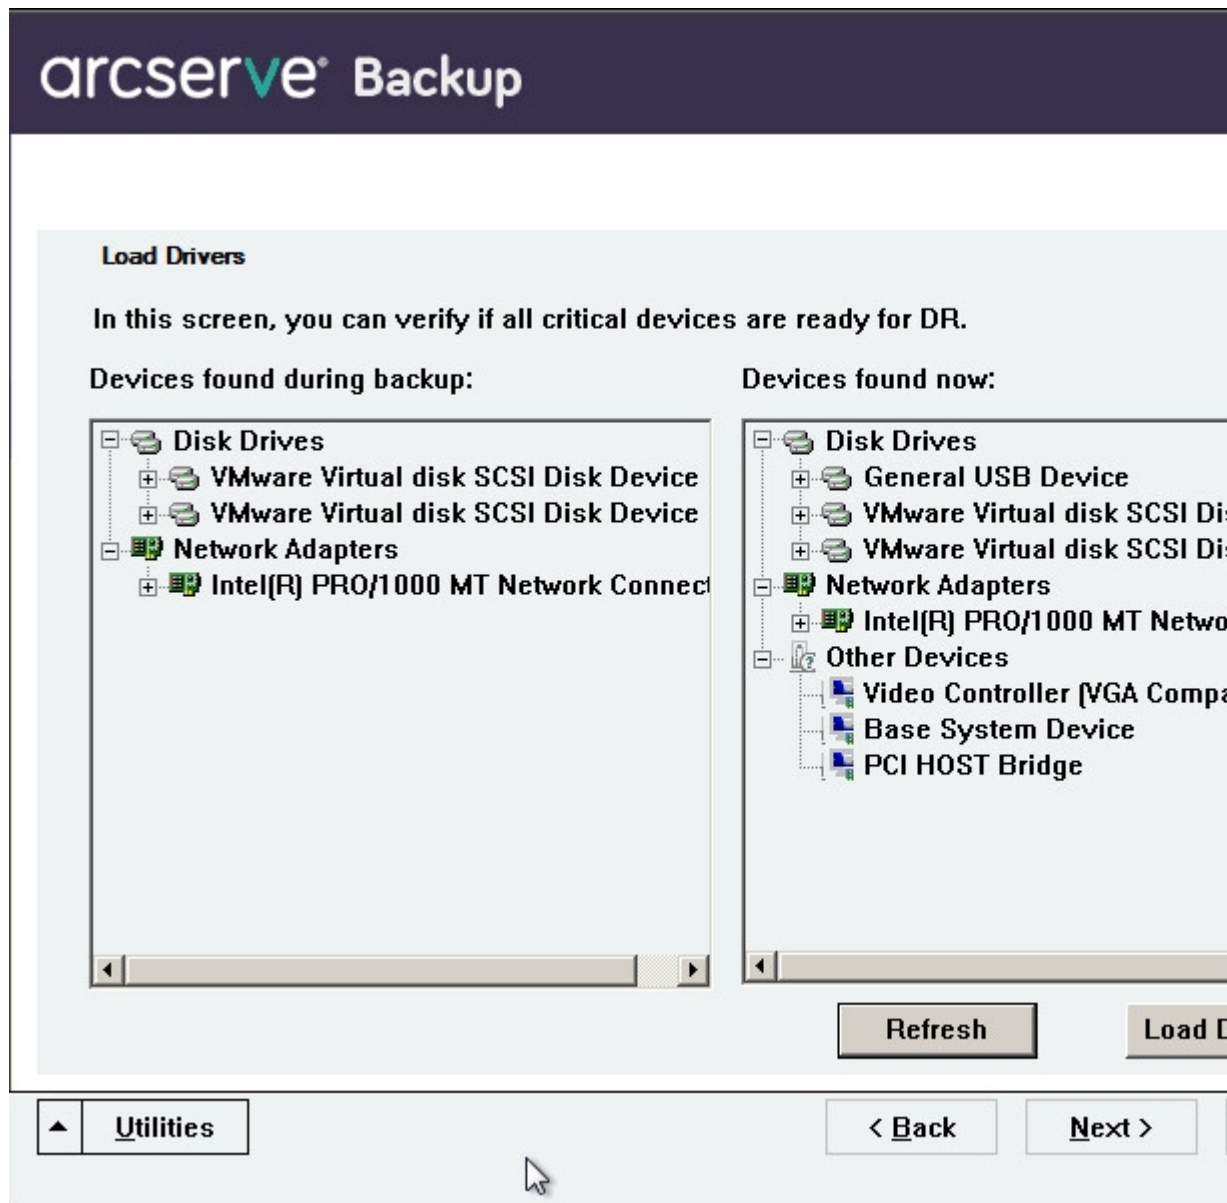 arcserve® Backup
Load Drivers
In this screen, you can verify if all critical devices are ready for DR.
Devices found during backup:
Disk Drives
VMware Virtual disk SCSI Disk Device
VMware Virtual disk SCSI Disk Device
Network Adapters
Intel(R) PRO/1000 MT Network Connect
Devices found now:
Disk Drives
General USB Device
VMware Virtual disk SCSI Dis
VMware Virtual disk SCSI Dis
Network Adapters
Intel(R) PRO/1000 MT Netwo
Other Devices
Video Controller (VGA Compa
Base System Device
PCI HOST Bridge
Refresh
Load D
Utilities
< Back
Next >